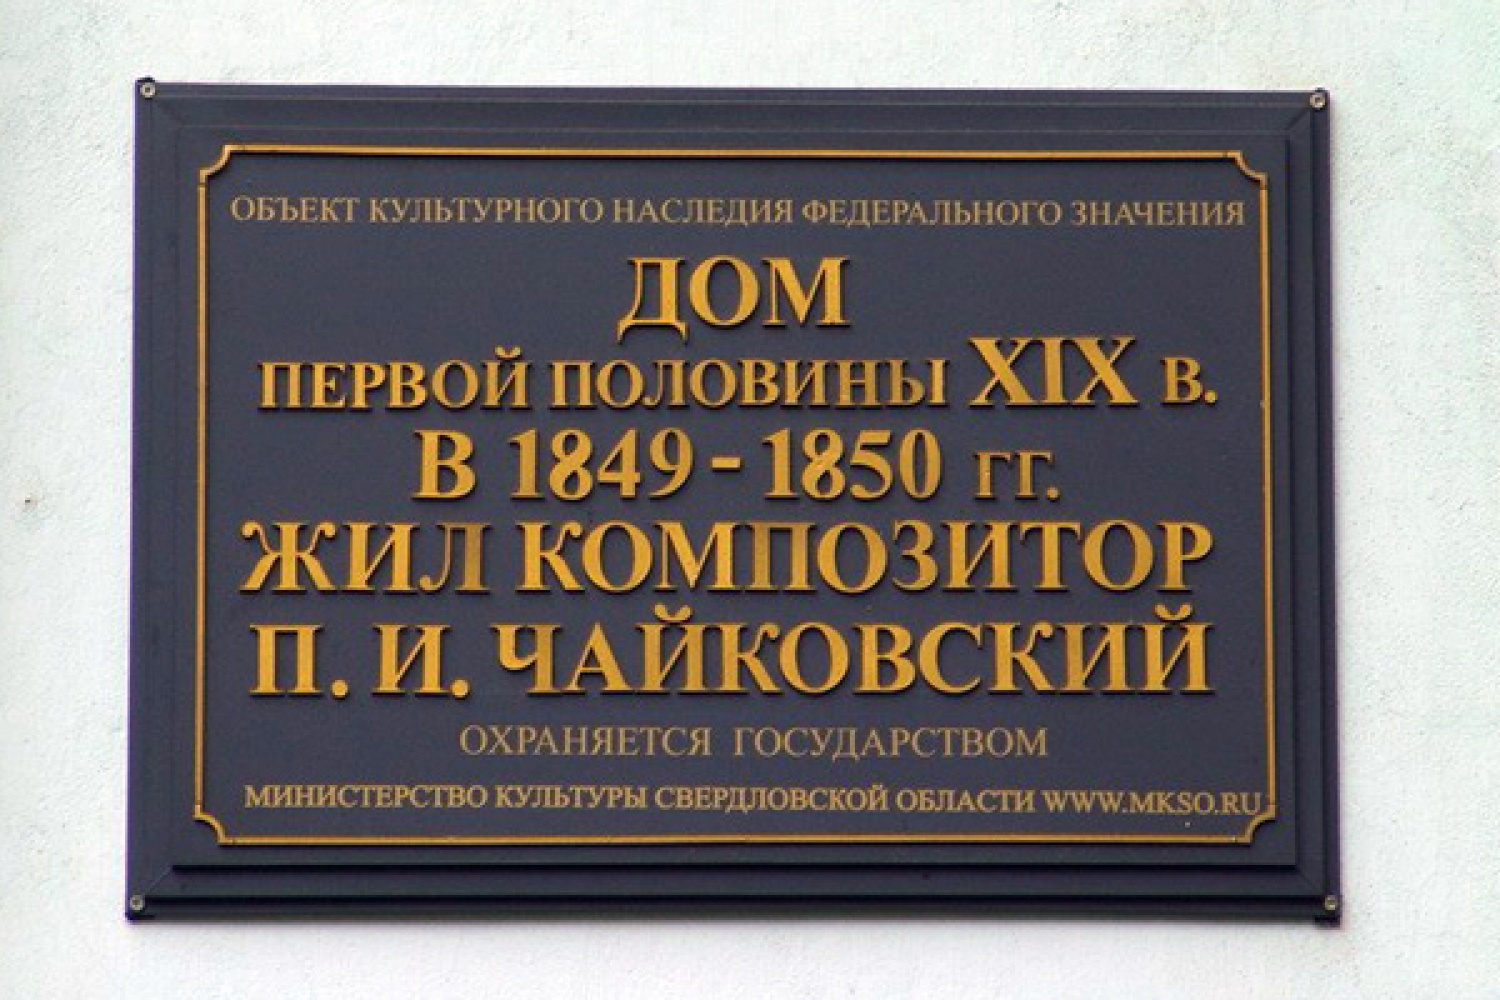 ОБЪЕКТ КУЛЬТУРНОГО НАСЛЕДИЯ ФЕДЕРАЛЬНОГО ЗНАЧЕНИЯ
ДОМ
ПЕРВОЙ ПОЛОВИНЫ XIX В.
В 1849 - 1850 ГГ.
ЖИЛ КОМПОЗИТОР
П. И. ЧАЙКОВСКИЙ
ОХРАНЯЕТСЯ ГОСУДАРСТВОМ
МИНИСТЕРСТВО КУЛЬТУРЫ СВЕРДЛОВСКОЙ ОБЛАСТИ WWW.MKSO.RU